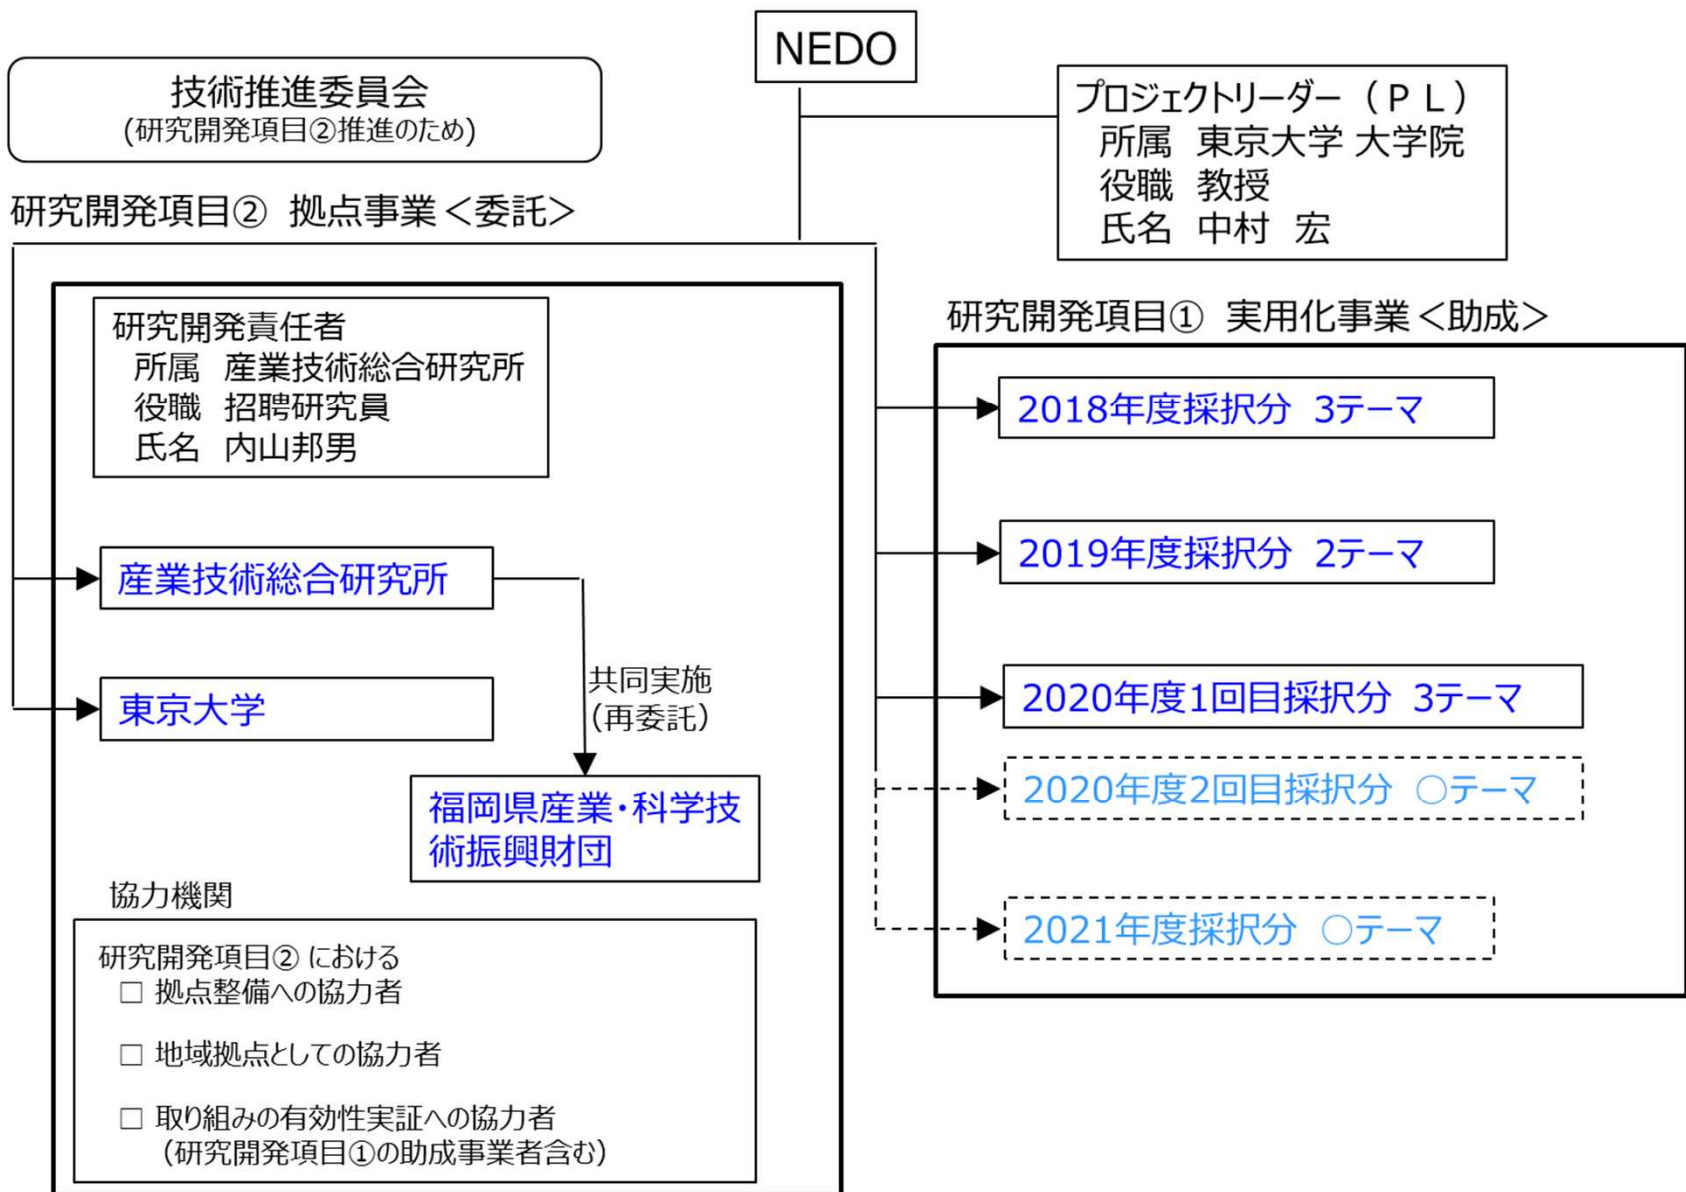 NEDO
技術推進委員会
(研究開発項目②推進のため)
プロジェクトリーダー（ＰＬ）
所属 東京大学 大学院
役職 教授
氏名 中村 宏
研究開発項目② 拠点事業＜委託＞
研究開発責任者
所属 産業技術総合研究所
役職 招聘研究員
氏名 内山邦男
産業技術総合研究所
東京大学
共同実施
（再委託）
福岡県産業・科学技
術振興財団
協力機関
研究開発項目② における
□ 拠点整備への協力者
□ 地域拠点としての協力者
□ 取り組みの有効性実証への協力者
（研究開発項目①の助成事業者含む）
研究開発項目① 実用化事業＜助成＞
2018年度採択分 3テーマ
2019年度採択分 2テーマ
2020年度1回目採択分 3テーマ
2020年度2回目採択分 ○テーマ
2021年度採択分 ○テーマ